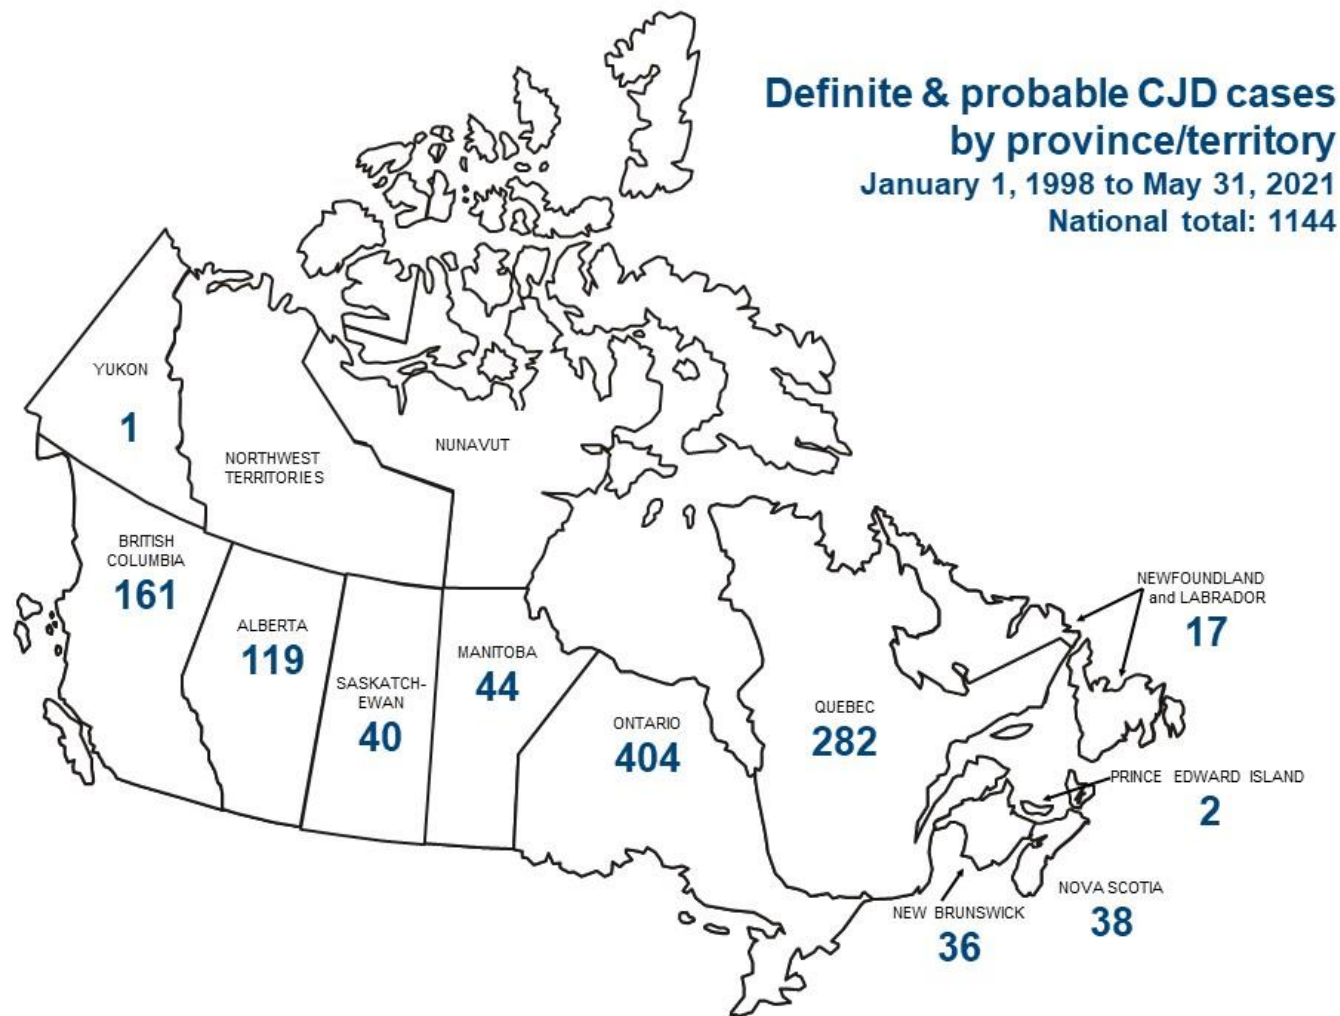 Definite & probable CJD cases
by province/territory
January 1, 1998 to May 31, 2021
National total: 1144
YUKON
1
NORTHWEST
TERRITORIES
NUNAVUT
BRITISH
COLUMBIA
161
ALBERTA
119
SASKATCH-
EWAN
40
MANITOBA
44
ONTARIO
404
QUEBEC
282
NEWFOUNDLAND
and LABRADOR
17
PRINCE EDWARD ISLAND
2
NOVA SCOTIA
38
NEW BRUNSWICK
36